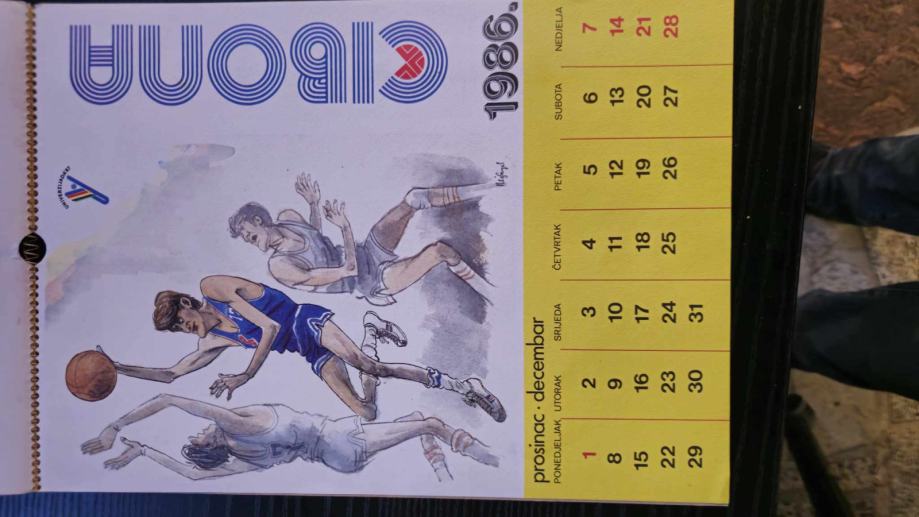 UNIVERZIJADA '87
CIBONA
1986.
prosinac · decembar
PONEDJELJAK UTORAK SRIJEDA ČETVRTAK PETAK SUBOTA NEDJELJA
1 2 3 4 5 6 7
8 9 10 11 12 13 14
15 16 17 18 19 20 21
22 23 24 25 26 27 28
29 30 31